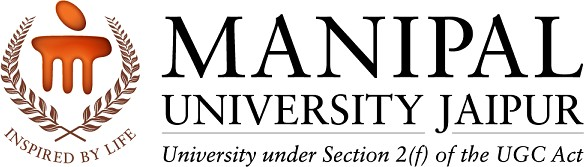 INSPIRED BY LIFE
MANIPAL
UNIVERSITY JAIPUR
University under Section 2(f) of the UGC Act